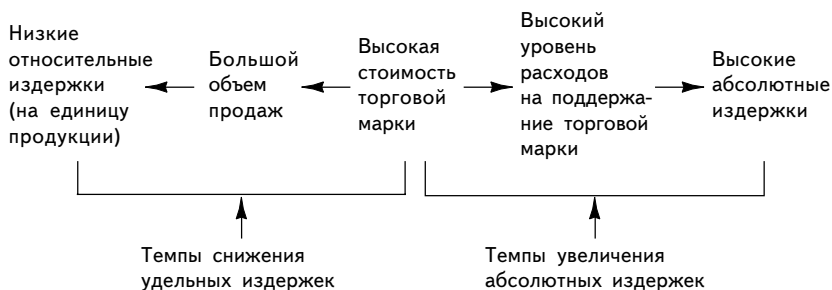 Низкие
относительные
издержки
(на единицу
продукции)
Большой
объем
продаж
Высокая
стоимость
торговой
марки
Высокий
уровень
расходов
на поддержа-
ние торговой
марки
Высокие
абсолютные
издержки
Темпы снижения
удельных издержек
Темпы увеличения
абсолютных издержек